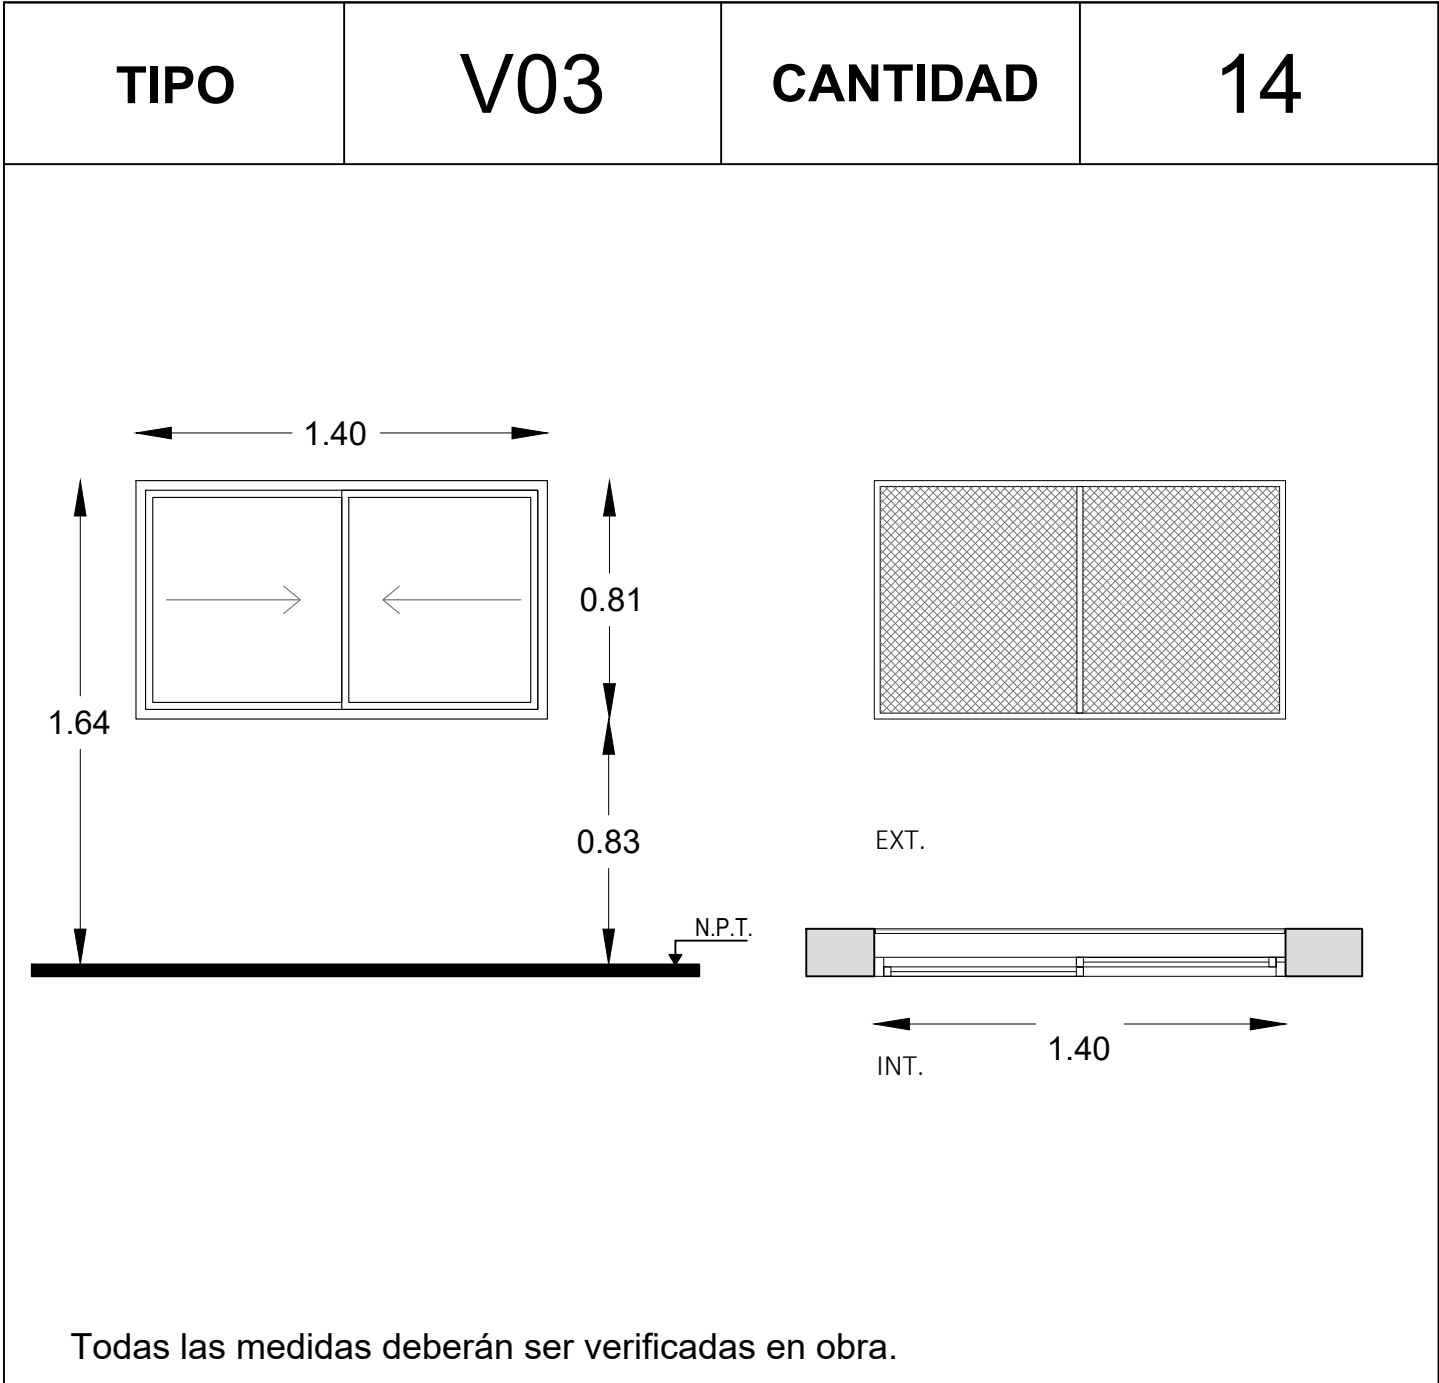 TIPO V03 CANTIDAD 14
1.40
0.81
1.64
0.83
N.P.T.
EXT.
1.40
INT.
Todas las medidas deberán ser verificadas en obra.